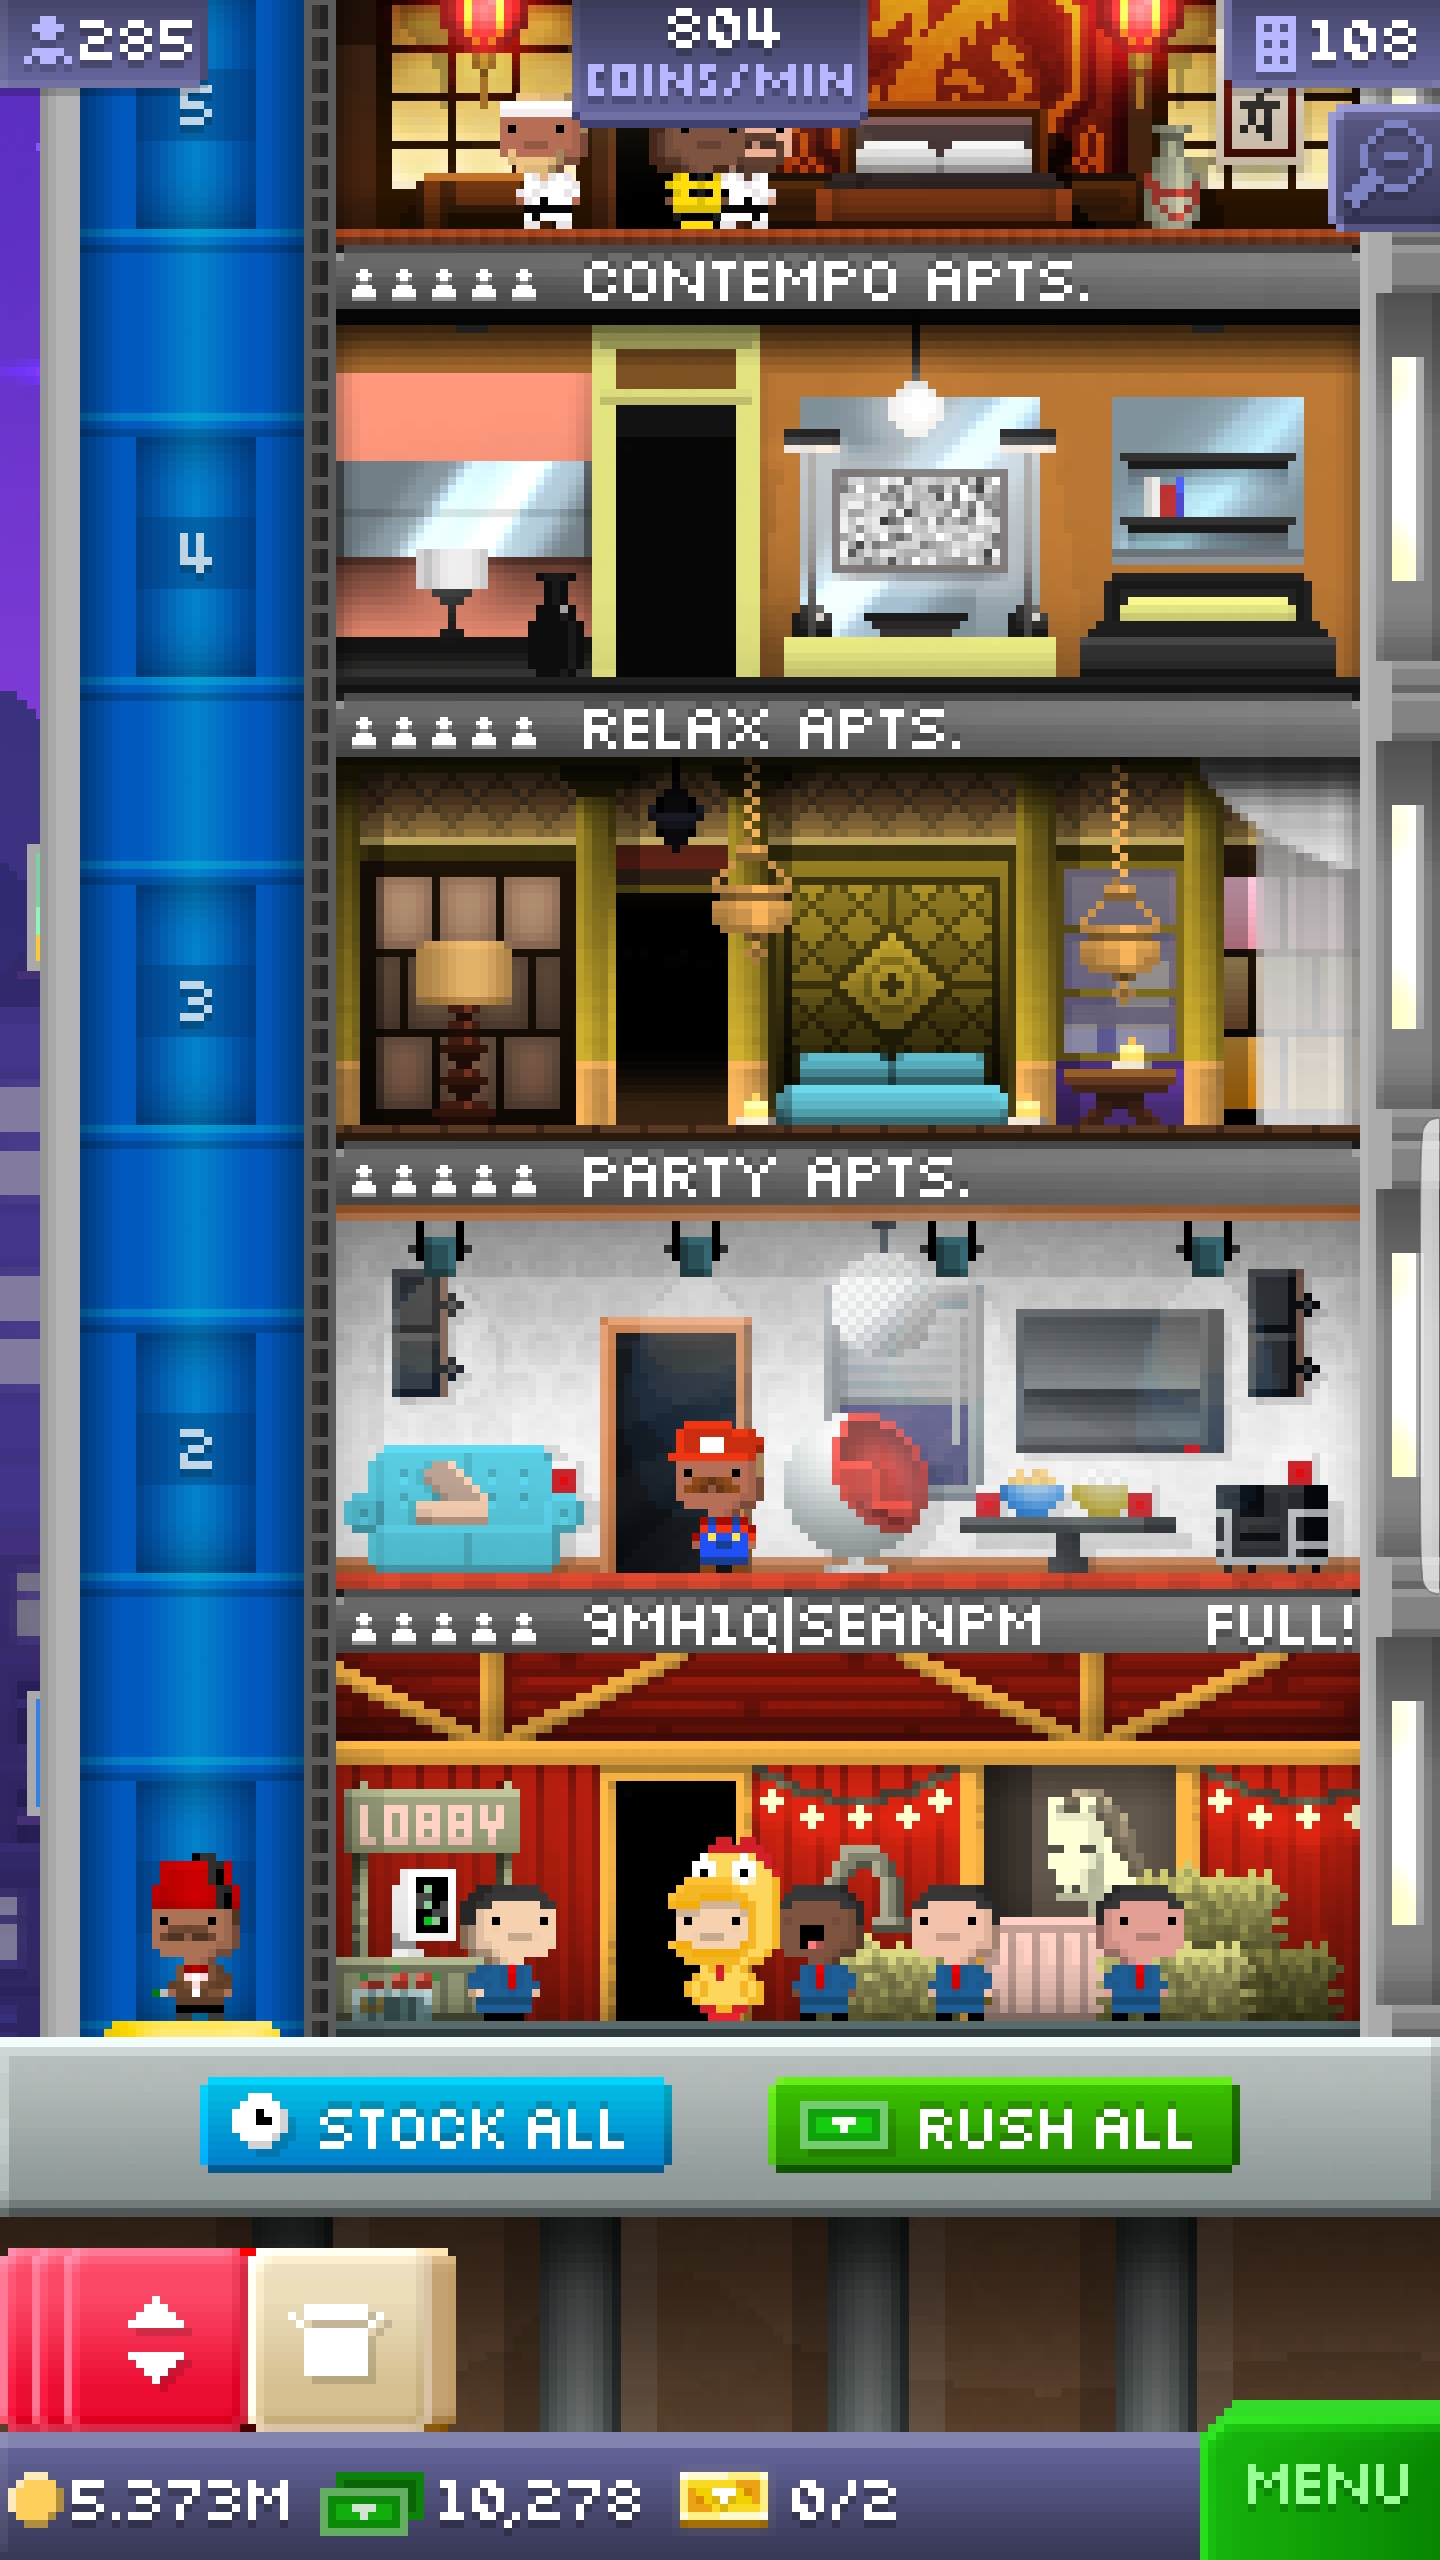 285
804
COINS/MIN
108
5
CONTEMPO APTS.
4
RELAX APTS.
3
PARTY APTS.
2
9MH1Q|SEANPM FULL!
LOBBY
STOCK ALL
RUSH ALL
5.373M 10,278 0/2
MENU